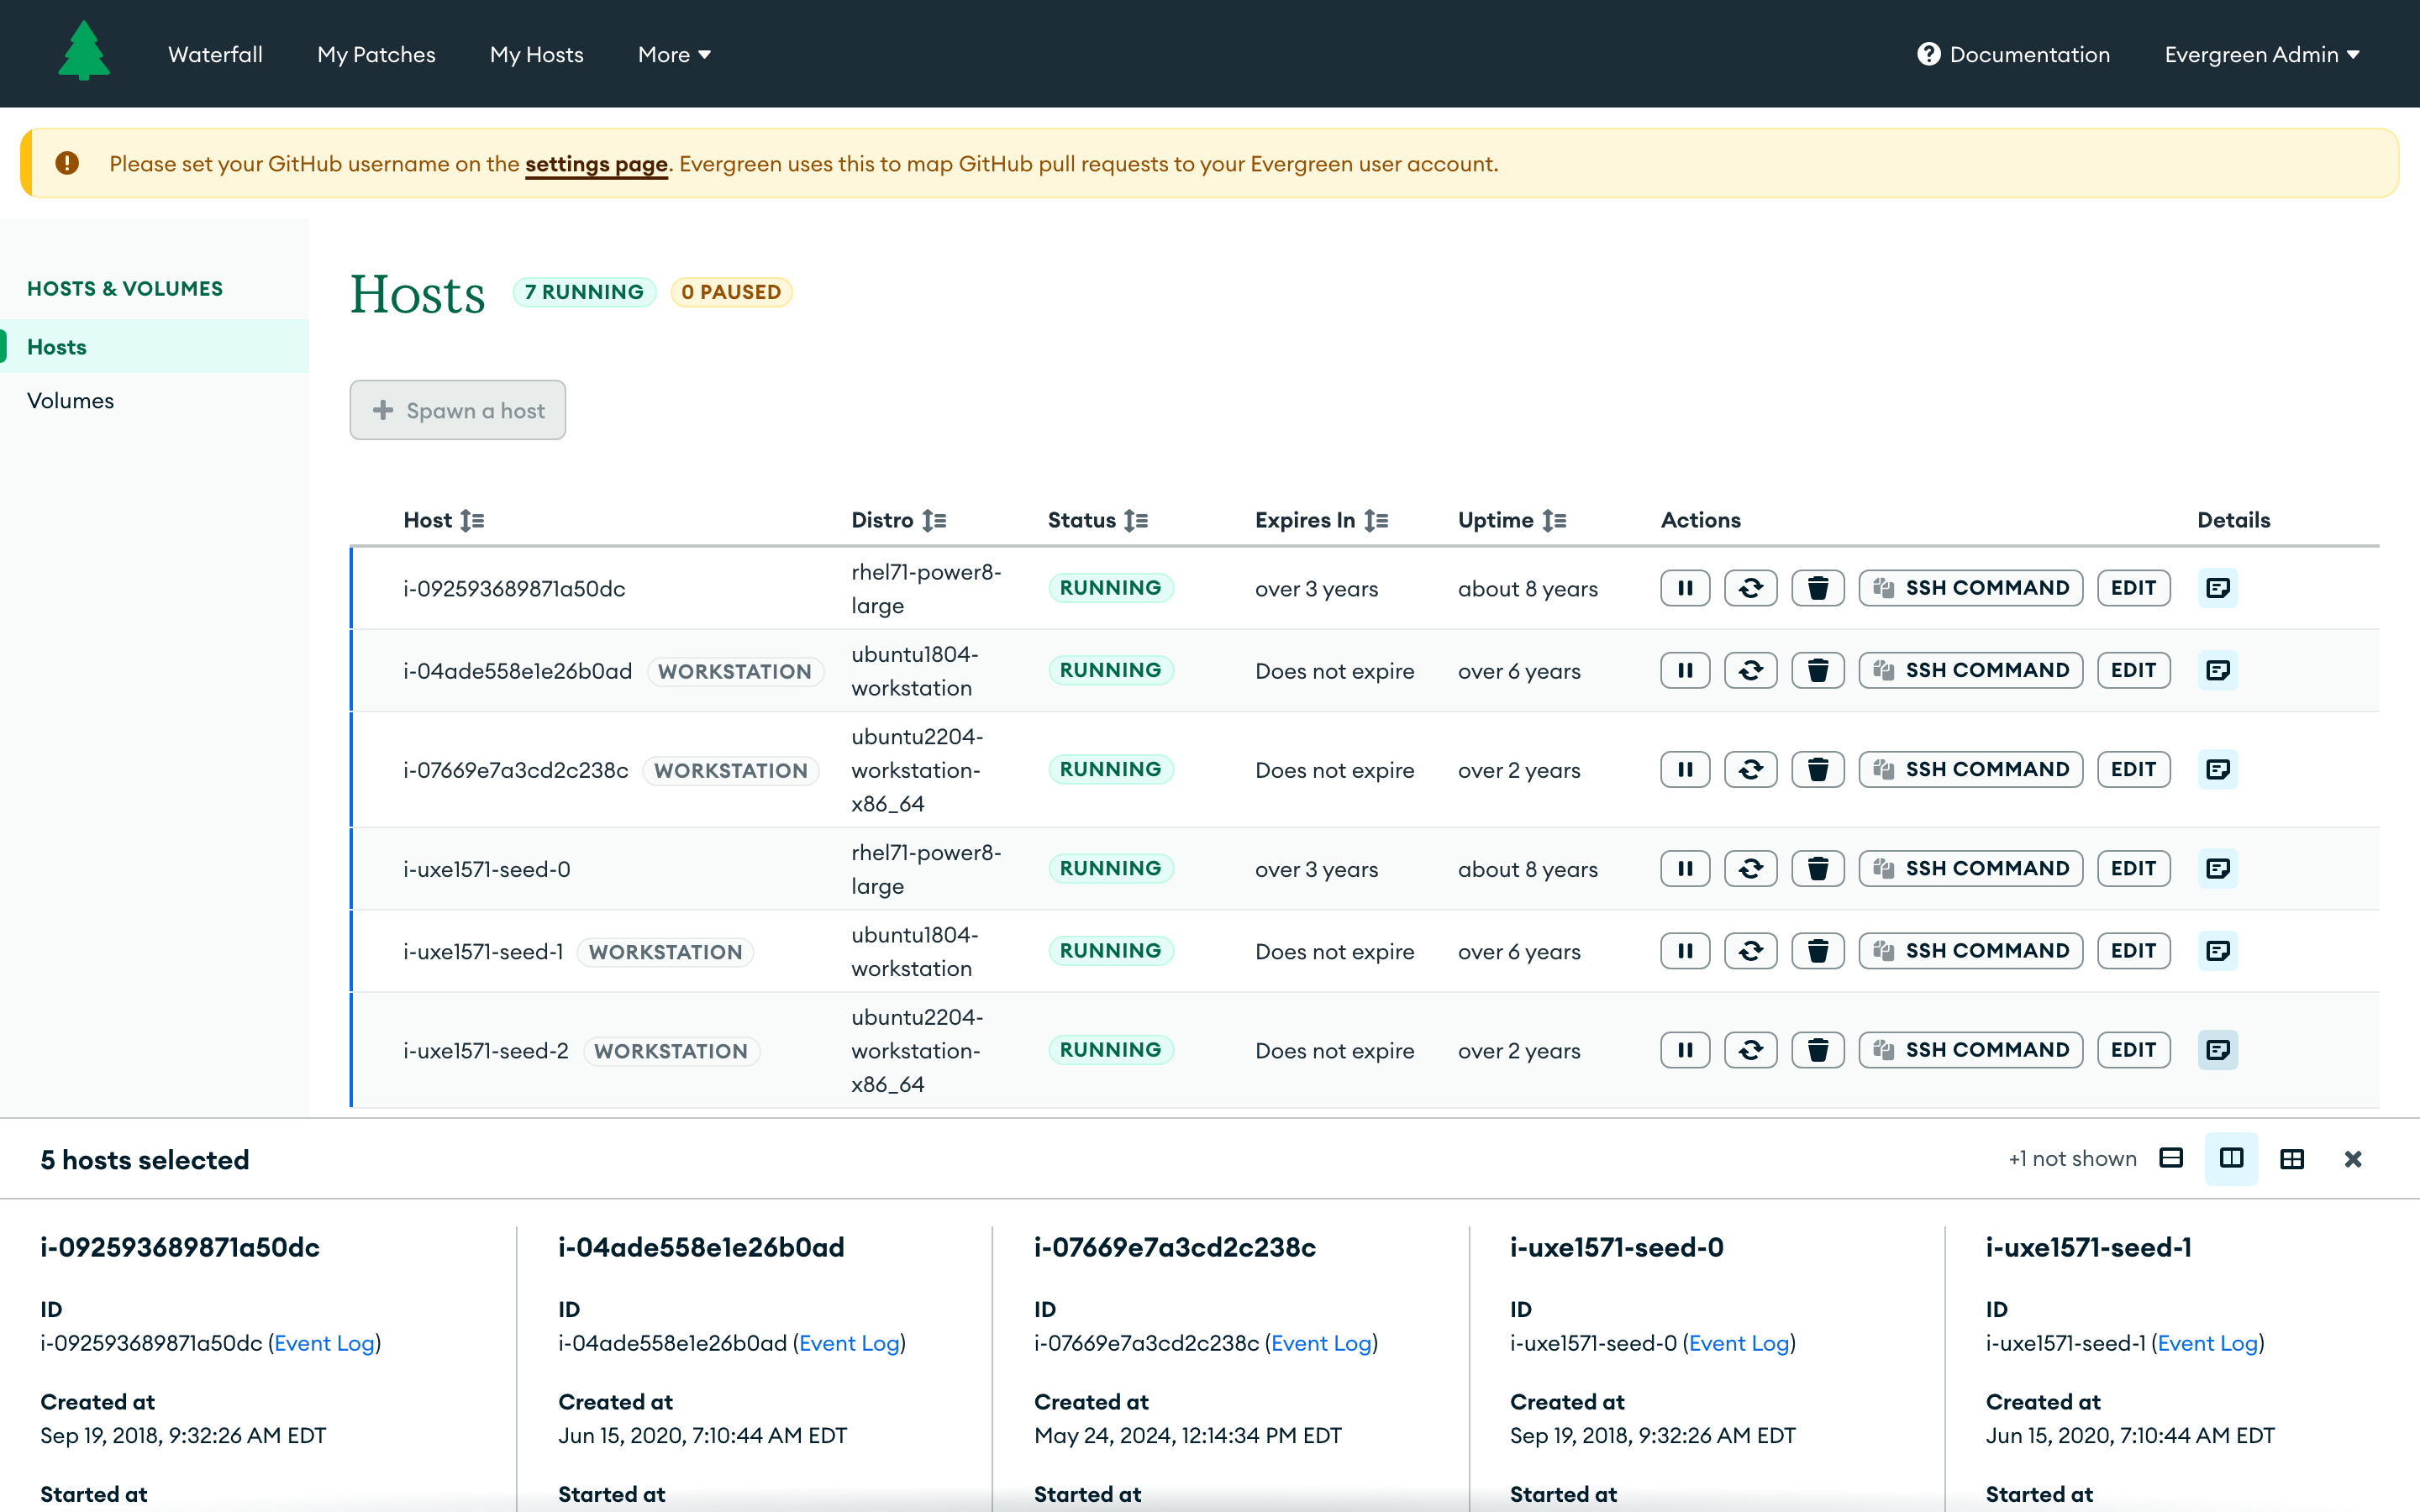 Waterfall My Patches My Hosts More Documentation Evergreen Admin
Please set your GitHub username on the settings page. Evergreen uses this to map GitHub pull requests to your Evergreen user account.
HOSTS & VOLUMES
Hosts
Volumes
Hosts 7 RUNNING 0 PAUSED
Spawn a host
Host Distro Status Expires In Uptime Actions Details
i-092593689871a50dc rhel71-power8-
large RUNNING over 3 years about 8 years SSH COMMAND EDIT
i-04ade558e1e26b0ad WORKSTATION ubuntu1804-
workstation RUNNING Does not expire over 6 years SSH COMMAND EDIT
i-07669e7a3cd2c238c WORKSTATION ubuntu2204-
workstation-
x86_64 RUNNING Does not expire over 2 years SSH COMMAND EDIT
i-uxe1571-seed-0 rhel71-power8-
large RUNNING over 3 years about 8 years SSH COMMAND EDIT
i-uxe1571-seed-1 WORKSTATION ubuntu1804-
workstation RUNNING Does not expire over 6 years SSH COMMAND EDIT
i-uxe1571-seed-2 WORKSTATION ubuntu2204-
workstation-
x86_64 RUNNING Does not expire over 2 years SSH COMMAND EDIT
5 hosts selected +1 not shown
i-092593689871a50dc i-04ade558e1e26b0ad i-07669e7a3cd2c238c i-uxe1571-seed-0 i-uxe1571-seed-1
ID ID ID ID ID
i-092593689871a50dc (Event Log) i-04ade558e1e26b0ad (Event Log) i-07669e7a3cd2c238c (Event Log) i-uxe1571-seed-0 (Event Log) i-uxe1571-seed-1 (Event Log)
Created at Created at Created at Created at Created at
Sep 19, 2018, 9:32:26 AM EDT Jun 15, 2020, 7:10:44 AM EDT May 24, 2024, 12:14:34 PM EDT Sep 19, 2018, 9:32:26 AM EDT Jun 15, 2020, 7:10:44 AM EDT
Started at Started at Started at Started at Started at